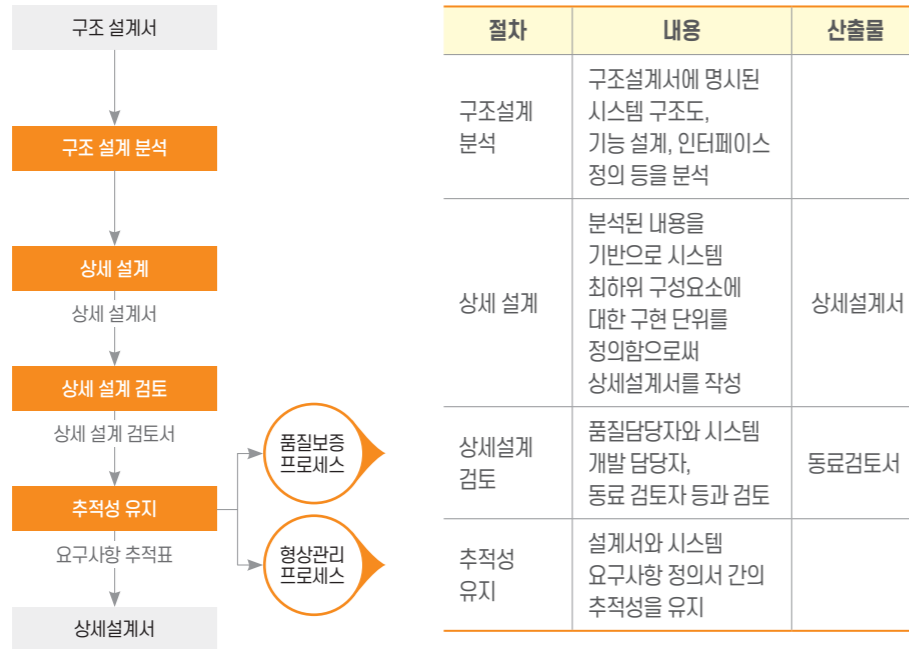 구조 설계서
구조 설계 분석
상세 설계
상세 설계서
상세 설계 검토
상세 설계 검토서
추적성 유지
요구사항 추적표
상세설계서
품질보증
프로세스
형상관리
프로세스
절차 내용 산출물
구조설계
분석
구조설계서에 명시된
시스템 구조도,
기능 설계, 인터페이스
정의 등을 분석
상세 설계
분석된 내용을
기반으로 시스템
최하위 구성요소에
대한 구현 단위를
정의함으로써
상세설계서를 작성
상세설계서
상세설계
검토
품질담당자와 시스템
개발 담당자,
동료 검토자 등과 검토
동료검토서
추적성
유지
설계서와 시스템
요구사항 정의서 간의
추적성을 유지